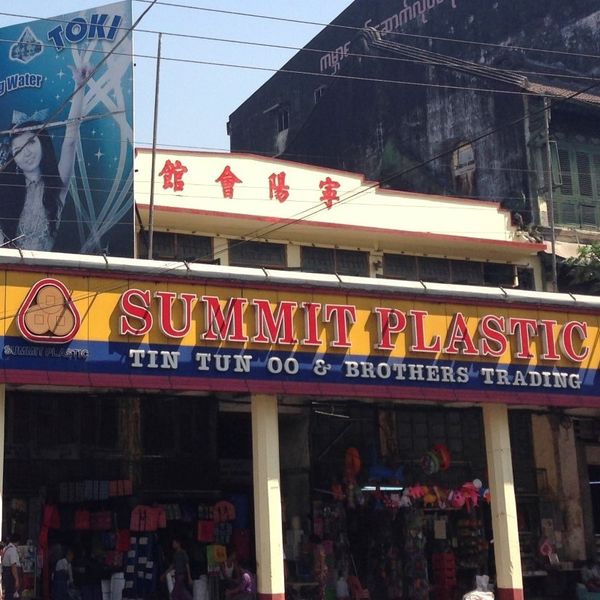 TOKI
g Water
館會陽寧
SUMMIT PLASTIC
SUMMIT PLASTIC
TIN TUN OO & BROTHERS TRADING